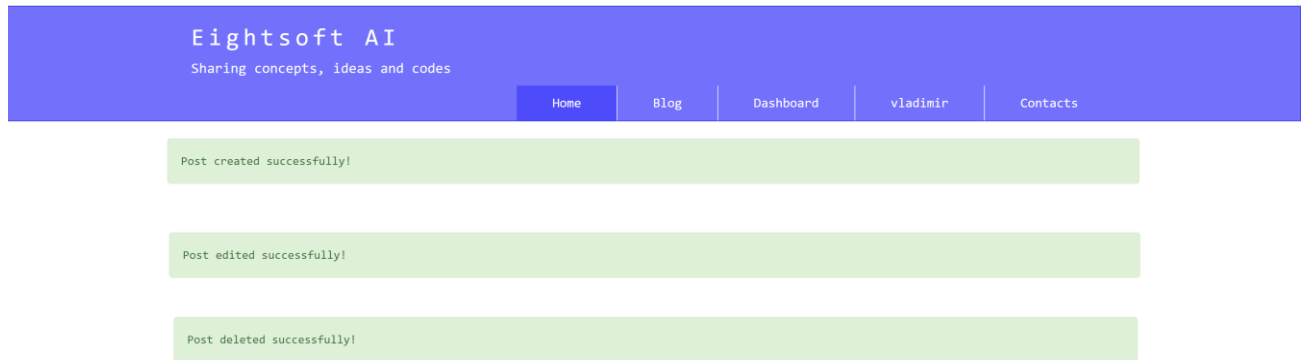 Eightsoft AI
Sharing concepts, ideas and codes
Home Blog Dashboard vladimir Contacts
Post created successfully!
Post edited successfully!
Post deleted successfully!